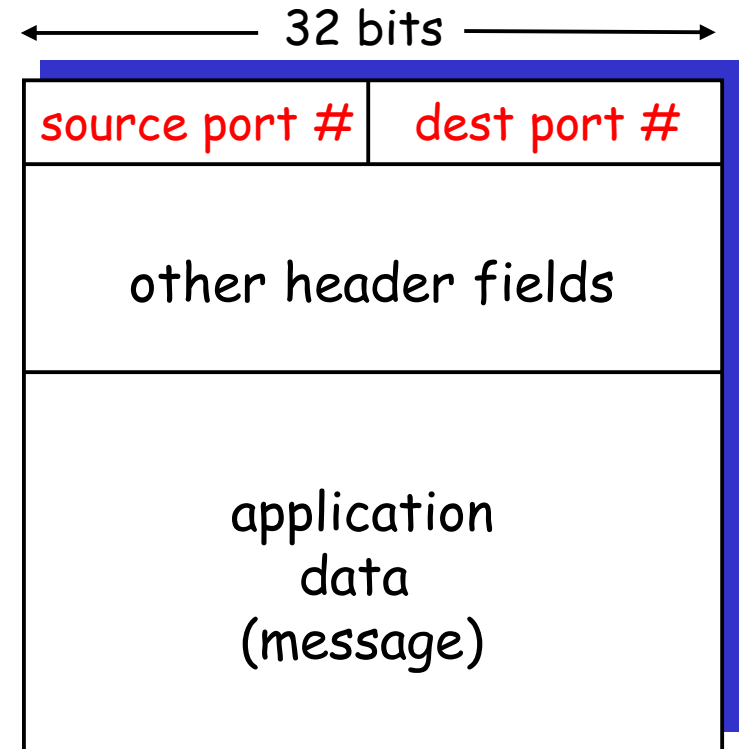 32 bits
source port # dest port #
other header fields
application
data
(message)